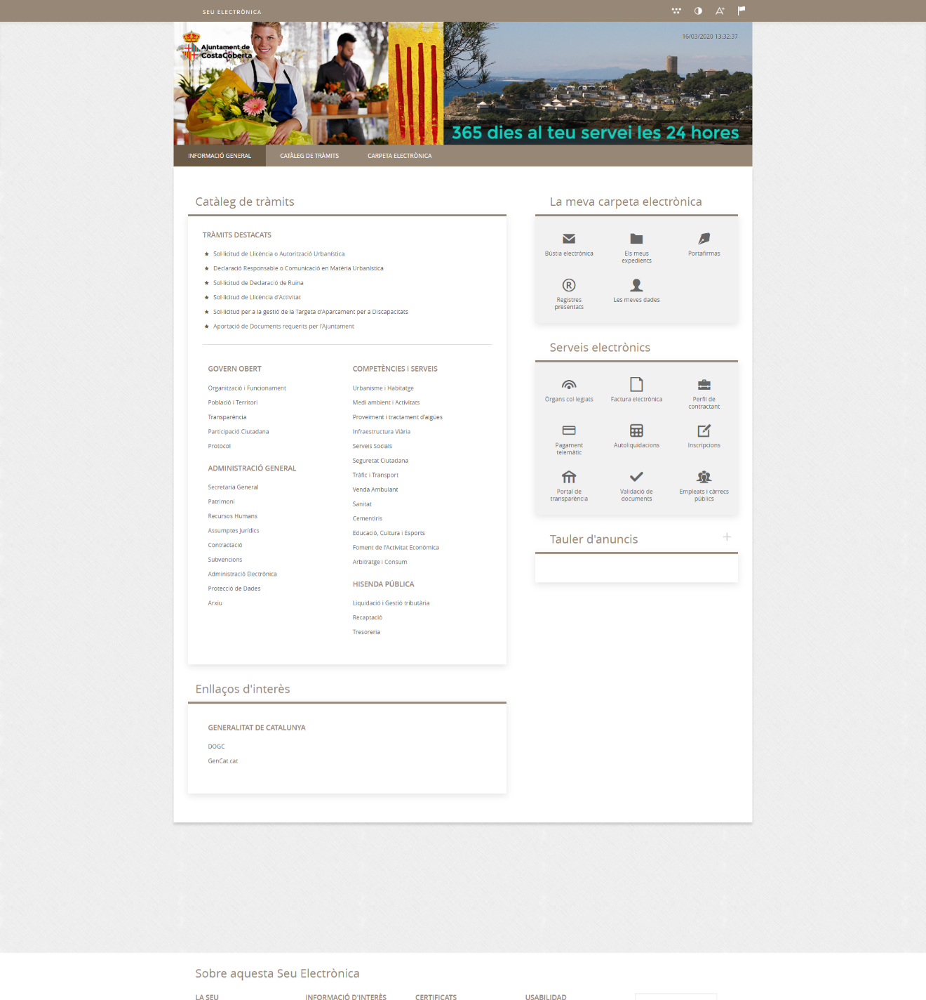 SEU ELECTRÒNICA
Ajuntament de
CostaCoberta
16/03/2020 13:32:37
365 dies al teu servei les 24 hores
INFORMACIÓ GENERAL
CATÀLEG DE TRÀMITS
CARPETA ELECTRÒNICA
Catàleg de tràmits
TRÀMITS DESTACATS
Sol·licitud de Llicència o Autorització Urbanística
Declaració Responsable o Comunicació en Matèria Urbanística
Sol·licitud de Declaració de Ruïna
Sol·licitud de Llicència d'Activitat
Sol·licitud per a la gestió de la Targeta d'Aparcament per a Discapacitats
Aportació de Documents requerits per l'Ajuntament
GOVERN OBERT
Organització i Funcionament
Població i Territori
Transparència
Participació Ciutadana
Protocol
ADMINISTRACIÓ GENERAL
Secretaria General
Patrimoni
Recursos Humans
Assumptes Jurídics
Contractació
Subvencions
Administració Electrònica
Protecció de Dades
Arxiu
COMPETÈNCIES I SERVEIS
Urbanisme i Habitatge
Medi ambient i Activitats
Proveïment i tractament d'aigües
Infraestructura Viària
Serveis Socials
Seguretat Ciutadana
Tràfic i Transport
Venda Ambulant
Sanitat
Cementiris
Educació, Cultura i Esports
Foment de l'Activitat Econòmica
Arbitratge i Consum
HISENDA PÚBLICA
Liquidació i Gestió tributària
Recaptació
Tresoreria
Enllaços d'interès
GENERALITAT DE CATALUNYA
DOGC
GenCat.cat
La meva carpeta electrònica
Bústia electrònica
Els meus
expedients
Portafirmas
Registres
presentats
Les meves dades
Serveis electrònics
Òrgans col·legiats
Factura electrònica
Perfil de
contractant
Pagament
telemàtic
Autoliquidacions
Inscripcions
Portal de
transparència
Validació de
documents
Empleats i càrrecs
públics
Tauler d'anuncis
Sobre aquesta Seu Electrònica
LA SEU
INFORMACIÓ D'INTERÈS
CERTIFICATS
USABILIDAD